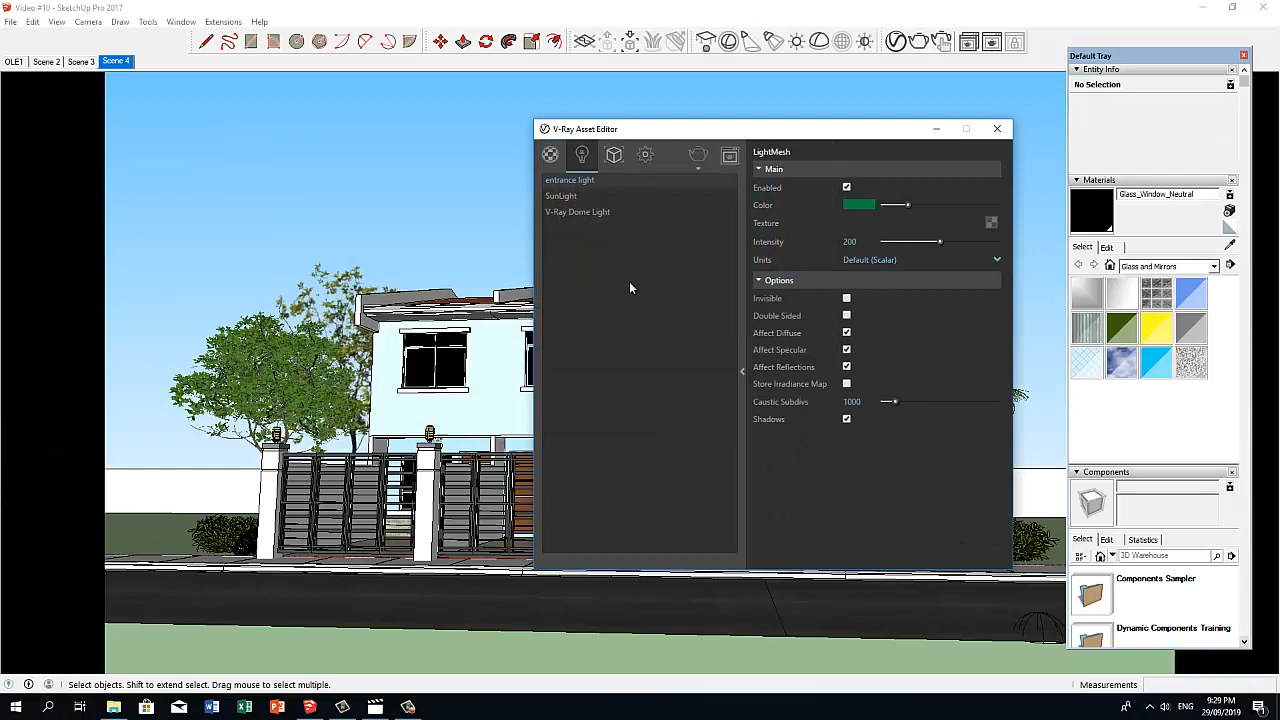 Video #10 - SketchUp Pro 2017
File Edit View Camera Draw Tools Window Extensions Help
OLE1 Scene 2 Scene 3 Scene 4
Default Tray
Entity Info
No Selection
Materials
Glass_Window_Neutral
Select Edit
Glass and Mirrors
Components
Select Edit Statistics
3D Warehouse
Components Sampler
Dynamic Components Training
V-Ray Asset Editor
entrance light
SunLight
V-Ray Dome Light
LightMesh
Main
Enabled
Color
Texture
Intensity 200
Units Default (Scalar)
Options
Invisible
Double Sided
Affect Diffuse
Affect Specular
Affect Reflections
Store Irradiance Map
Caustic Subdivs 1000
Shadows
Select objects. Shift to extend select. Drag mouse to select multiple.
Measurements
ENG
9:29 PM
29/09/2019